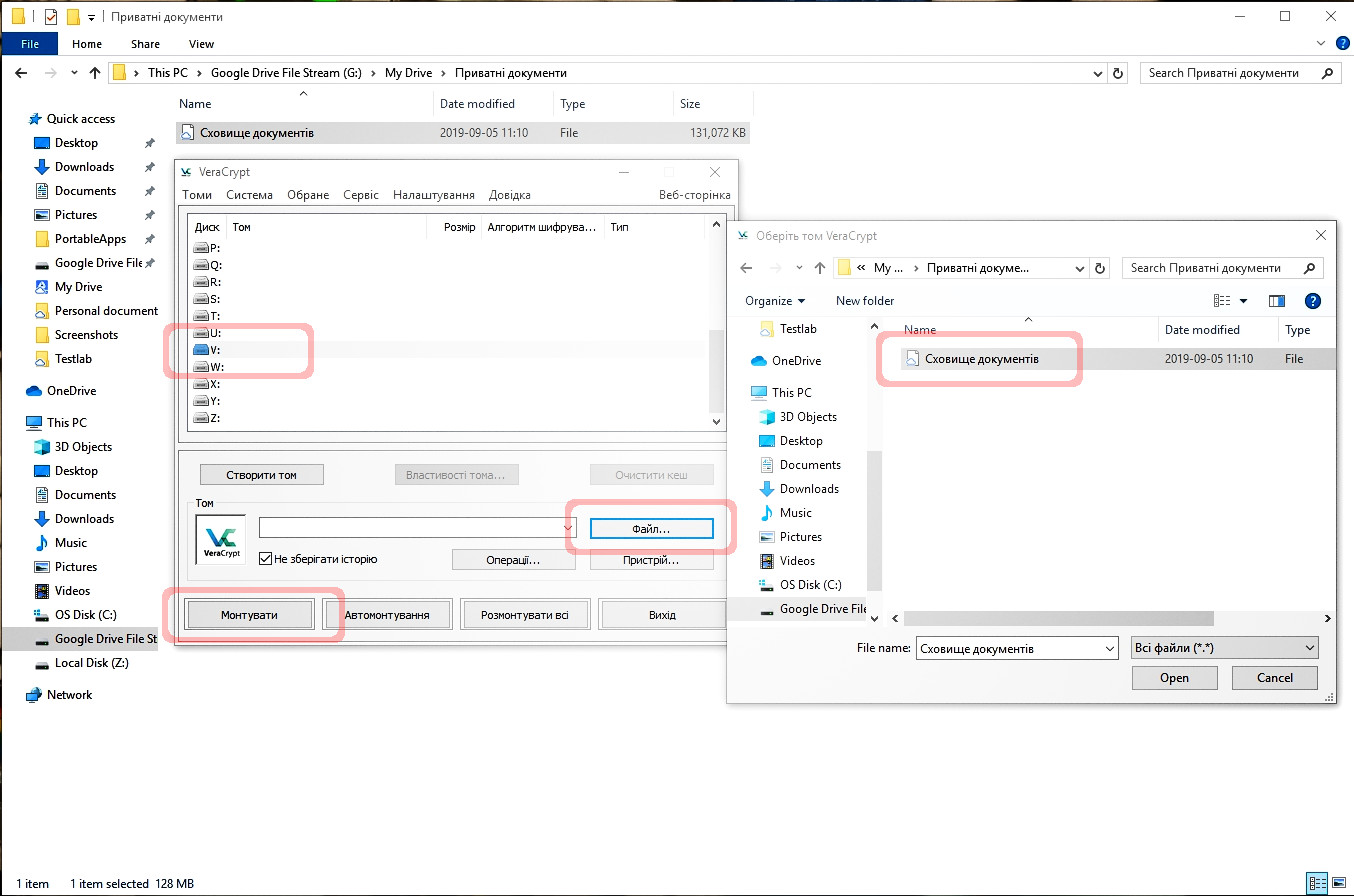 Приватні документи
File Home Share View
This PC Google Drive File Stream (G:) My Drive Приватні документи
Search Приватні документи
Name Date modified Type Size
Сховище документів 2019-09-05 11:10 File 131,072 KB
Quick access
Desktop
Downloads
Documents
Pictures
PortableApps
Google Drive File
My Drive
Personal document
Screenshots
Testlab
OneDrive
This PC
3D Objects
Desktop
Documents
Downloads
Music
Pictures
Videos
OS Disk (C:)
Google Drive File St
Local Disk (Z:)
Network
VeraCrypt
Томи Система Обране Сервіс Налаштування Довідка Веб-сторінка
Диск Том Розмір Алгоритм шифрува... Тип
P:
Q:
R:
S:
T:
U:
V:
W:
X:
Y:
Z:
Створити том Властивості тома... Очистити кеш
Том
VeraCrypt
Файл...
Не зберігати історію Операції... Пристрій...
Монтувати Автомонтування Розмонтувати всі Вихід
Оберіть том VeraCrypt
« My ... Приватні докуме...
Search Приватні документи
Organize New folder
Name Date modified Type
Сховище документів 2019-09-05 11:10 File
Testlab
OneDrive
This PC
3D Objects
Desktop
Documents
Downloads
Music
Pictures
Videos
OS Disk (C:)
Google Drive File
File name: Сховище документів Всі файли (*.*)
Open Cancel
1 item 1 item selected 128 MB